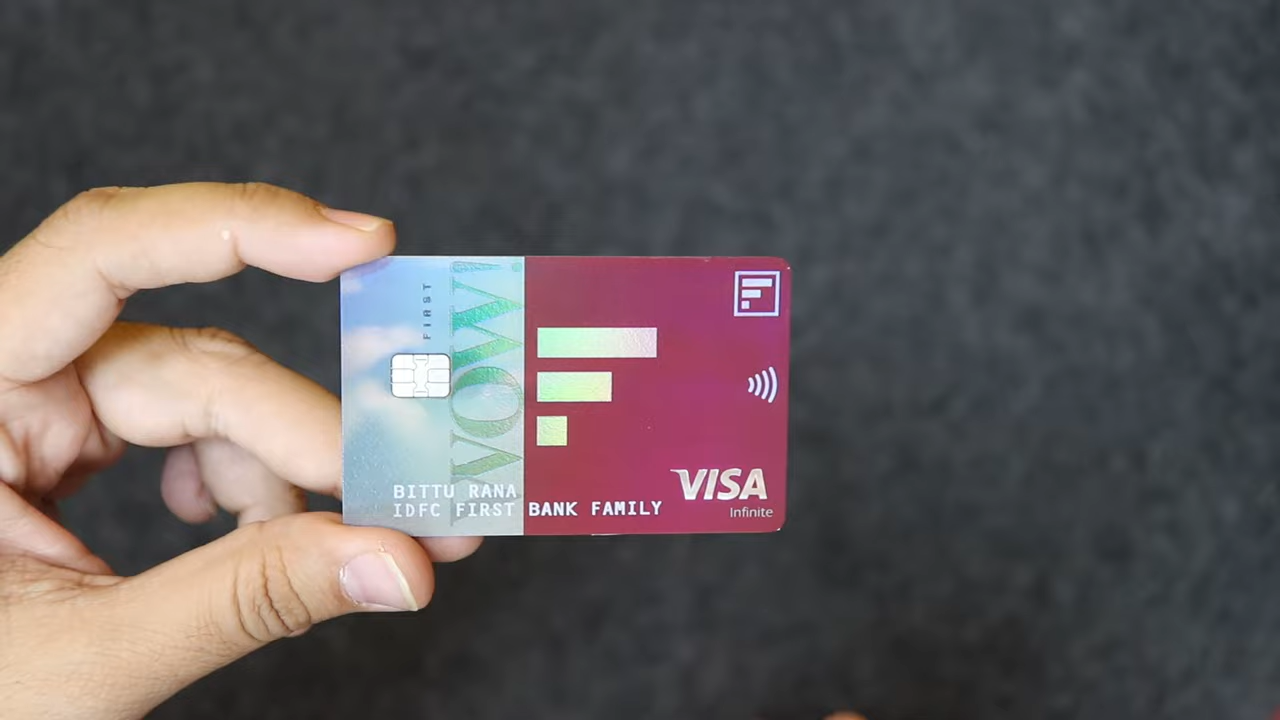 FIRST
WOW!
VISA
Infinite
BITTU RANA
IDFC FIRST BANK FAMILY